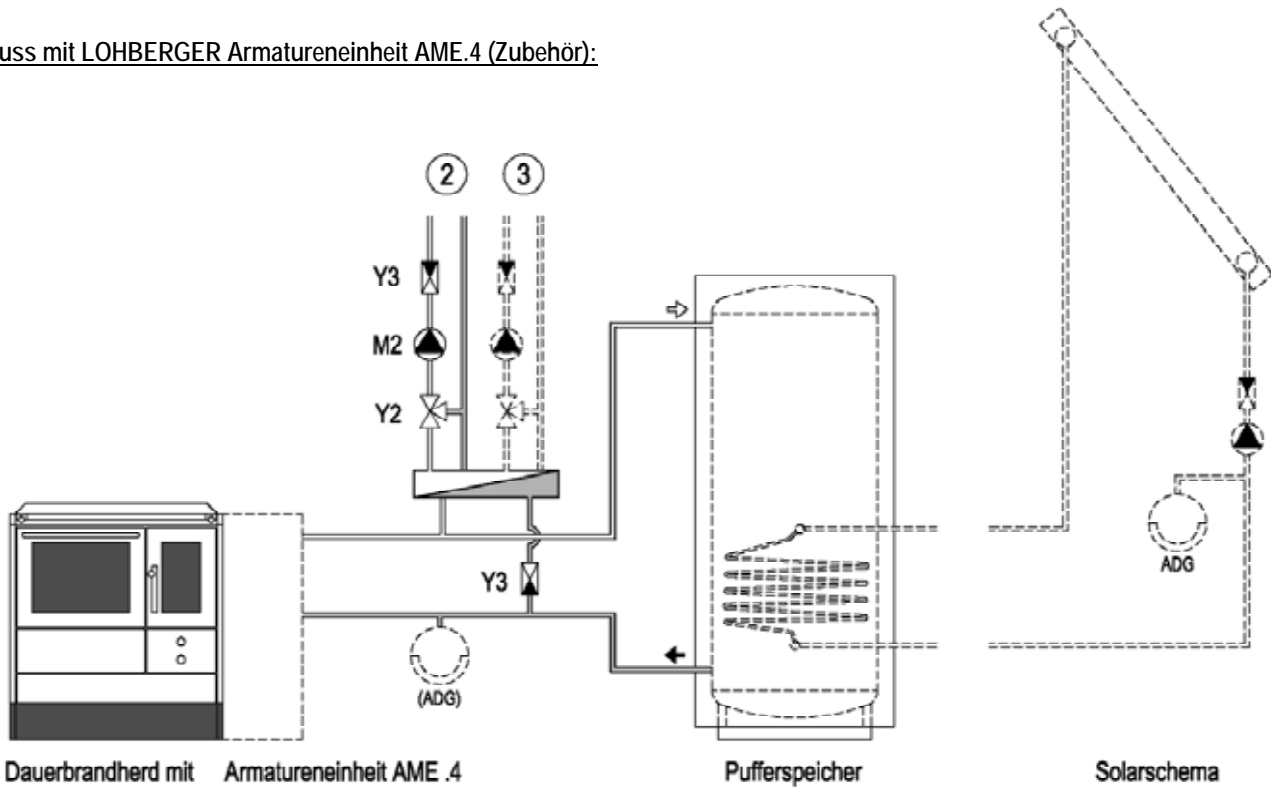 uss mit LOHBERGER Armatureneinheit AME.4 (Zubehör):
2 3
Y3
M2
Y2
Y3
ADG
(ADG)
Dauerbrandherd mit Armatureneinheit AME .4 Pufferspeicher Solarschema